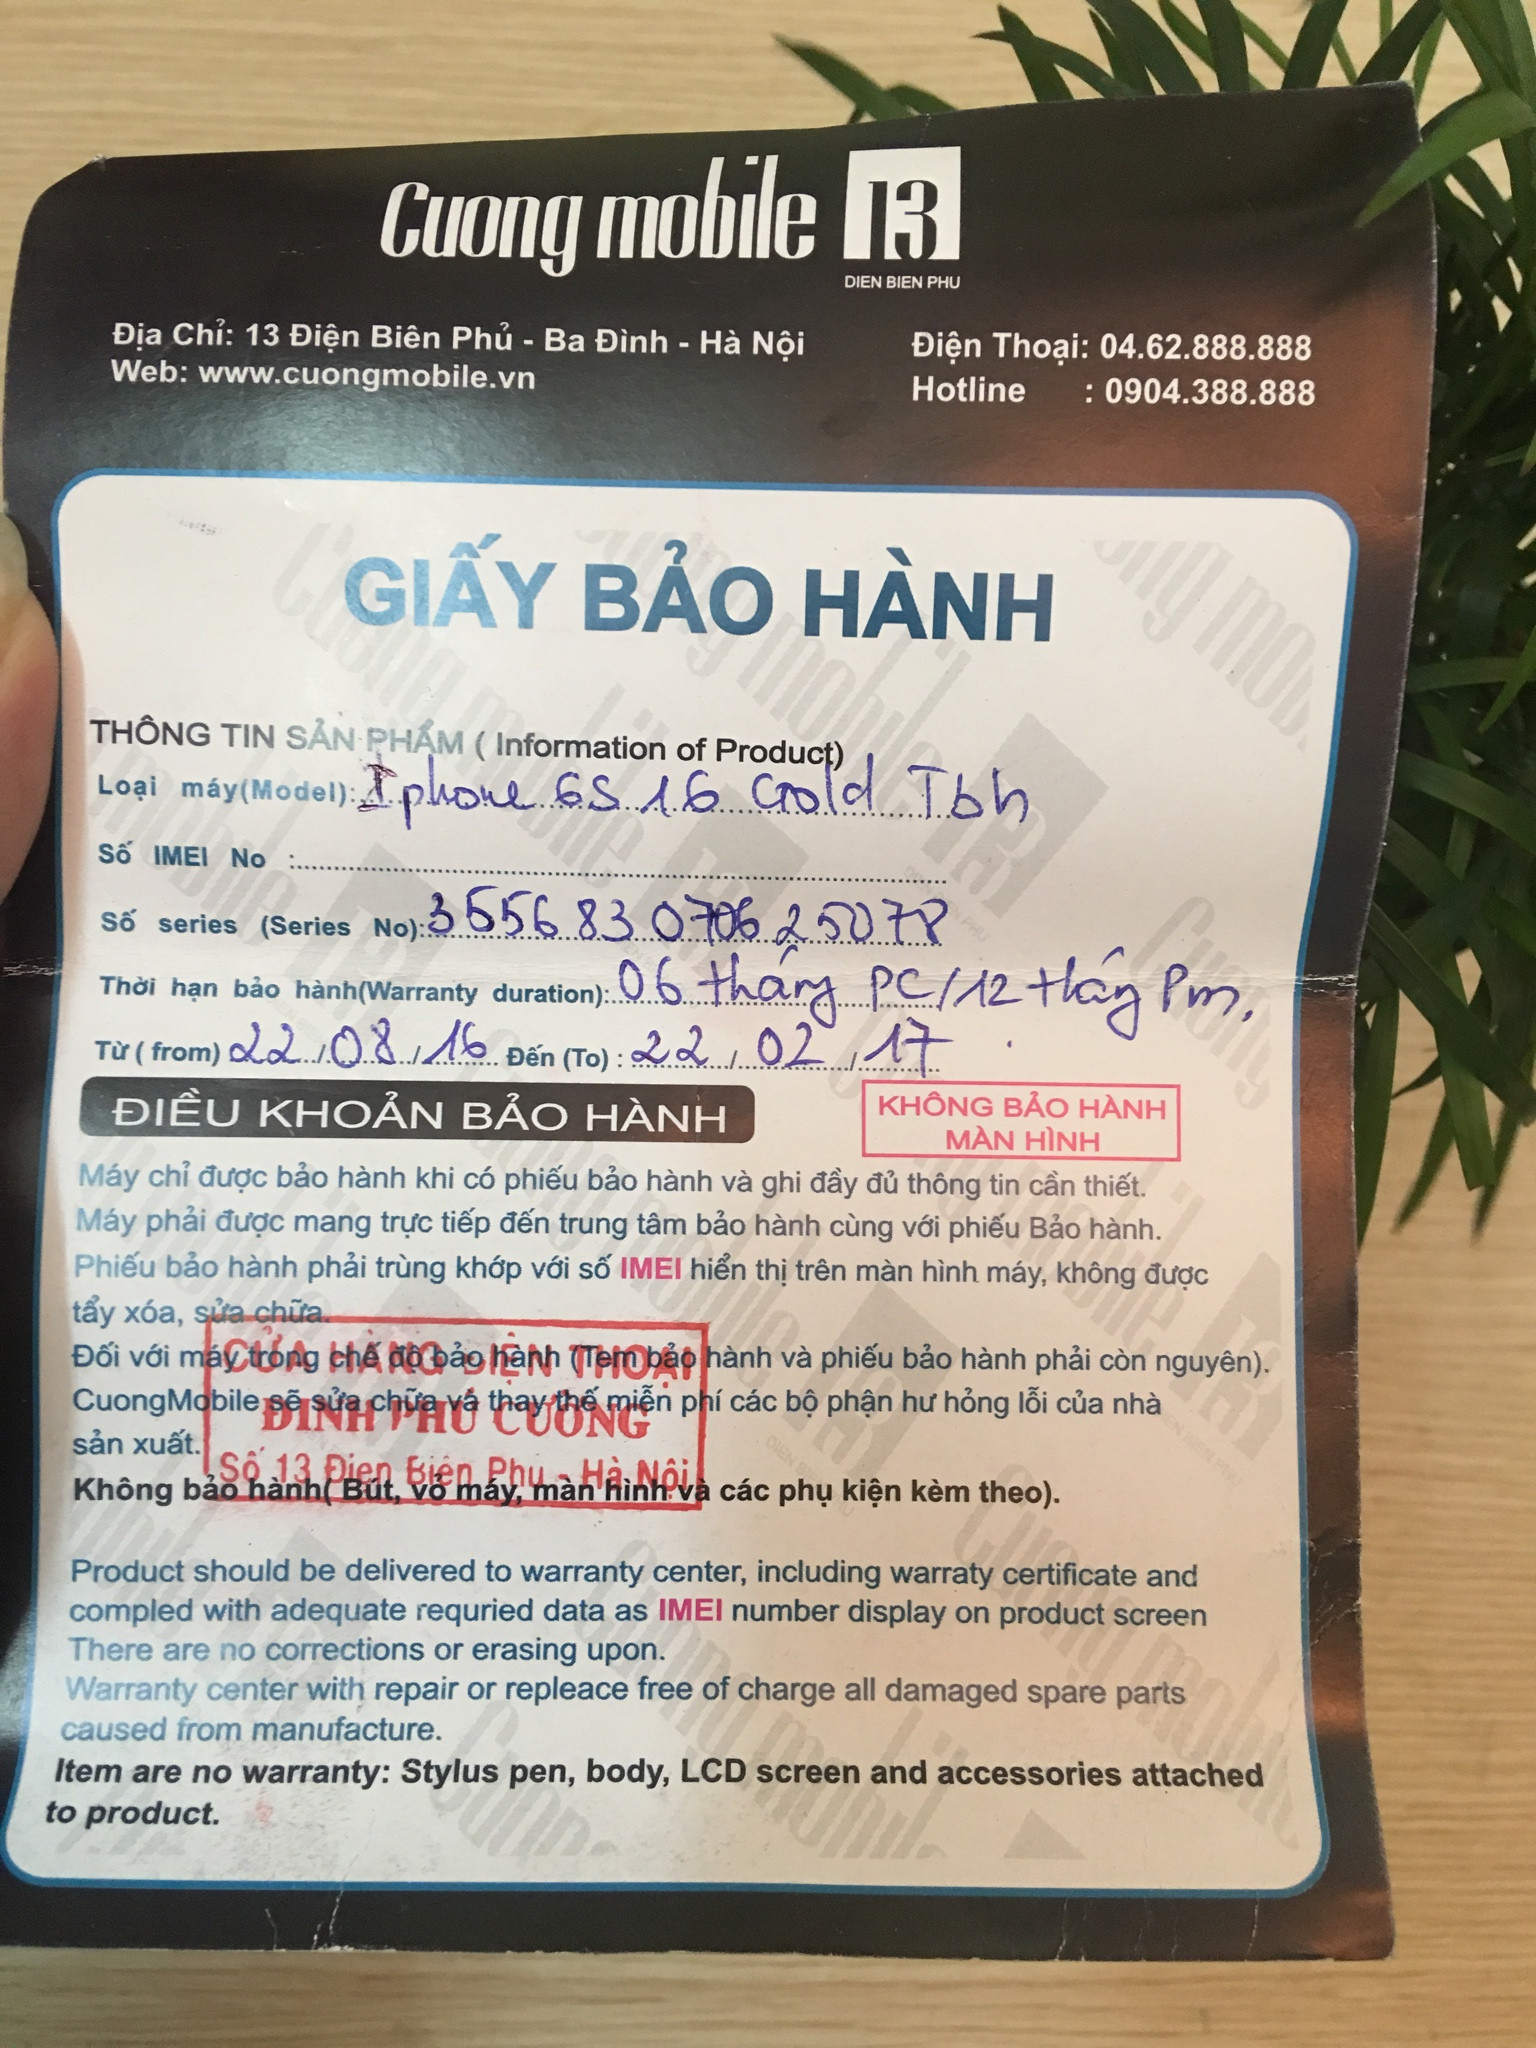 Cuong mobile 13
DIEN BIEN PHU
Địa Chỉ: 13 Điện Biên Phủ - Ba Đình - Hà Nội
Web: www.cuongmobile.vn
Điện Thoại: 04.62.888.888
Hotline : 0904.388.888
GIẤY BẢO HÀNH
THÔNG TIN SẢN PHẨM ( Information of Product)
Loại máy(Model): Iphone 6S 16 Gold Tbh
Số IMEI No :
Số series (Series No): 355683070625078
Thời hạn bảo hành(Warranty duration): 06 tháng PC/12 tháng Pm.
Từ ( from) 22/08/16 Đến (To) : 22/02/17
ĐIỀU KHOẢN BẢO HÀNH
KHÔNG BẢO HÀNH
MÀN HÌNH
Máy chỉ được bảo hành khi có phiếu bảo hành và ghi đầy đủ thông tin cần thiết.
Máy phải được mang trực tiếp đến trung tâm bảo hành cùng với phiếu Bảo hành.
Phiếu bảo hành phải trùng khớp với số IMEI hiển thị trên màn hình máy, không được
tẩy xóa, sửa chữa.
Đối với máy trong chế độ bảo hành (Tem bảo hành và phiếu bảo hành phải còn nguyên).
CuongMobile sẽ sửa chữa và thay thế miễn phí các bộ phận hư hỏng lỗi của nhà
sản xuất.
Không bảo hành( Bút, vỏ máy, màn hình và các phụ kiện kèm theo).
CỬA HÀNG ĐIỆN THOẠI
ĐINH PHÚ CƯỜNG
Số 13 Điện Biên Phủ - Hà Nội
Product should be delivered to warranty center, including warraty certificate and
compled with adequate requried data as IMEI number display on product screen
There are no corrections or erasing upon.
Warranty center with repair or repleace free of charge all damaged spare parts
caused from manufacture.
Item are no warranty: Stylus pen, body, LCD screen and accessories attached
to product.